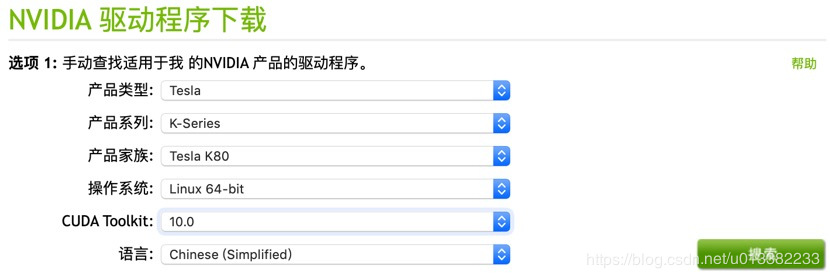 NVIDIA 驱动程序下载
选项 1: 手动查找适用于我 的NVIDIA 产品的驱动程序。 帮助
产品类型: Tesla
产品系列: K-Series
产品家族: Tesla K80
操作系统: Linux 64-bit
CUDA Toolkit: 10.0
语言: Chinese (Simplified)
搜索
https://blog.csdn.net/u018882233